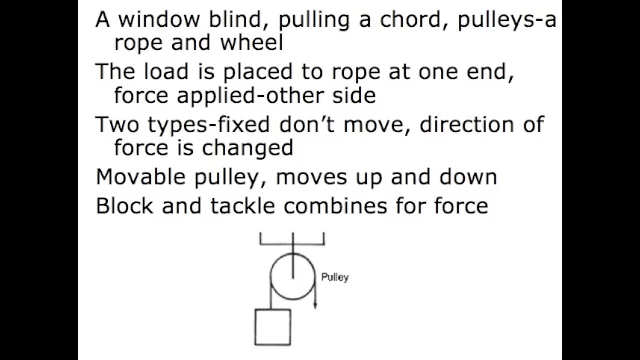 A window blind, pulling a chord, pulleys-a
rope and wheel
The load is placed to rope at one end,
force applied-other side
Two types-fixed don't move, direction of
force is changed
Movable pulley, moves up and down
Block and tackle combines for force
Pulley